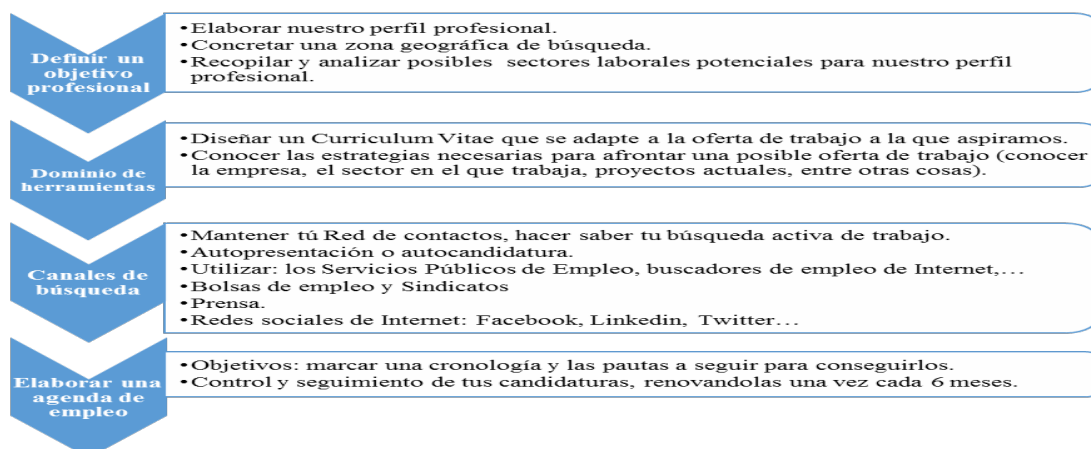 Definir un
objetivo
profesional
•Elaborar nuestro perfil profesional.
•Concretar una zona geográfica de búsqueda.
•Recopilar y analizar posibles sectores laborales potenciales para nuestro perfil
profesional.
Dominio de
herramientas
•Diseñar un Curriculum Vitae que se adapte a la oferta de trabajo a la que aspiramos.
•Conocer las estrategias necesarias para afrontar una posible oferta de trabajo (conocer
la empresa, el sector en el que trabaja, proyectos actuales, entre otras cosas).
Canales de
búsqueda
•Mantener tú Red de contactos, hacer saber tu búsqueda activa de trabajo.
•Autopresentación o autocandidatura.
•Utilizar: los Servicios Públicos de Empleo, buscadores de empleo de Internet,…
•Bolsas de empleo y Sindicatos
•Prensa.
•Redes sociales de Internet: Facebook, Linkedin, Twitter…
Elaborar una
agenda de
empleo
•Objetivos: marcar una cronología y las pautas a seguir para conseguirlos.
•Control y seguimiento de tus candidaturas, renovandolas una vez cada 6 meses.